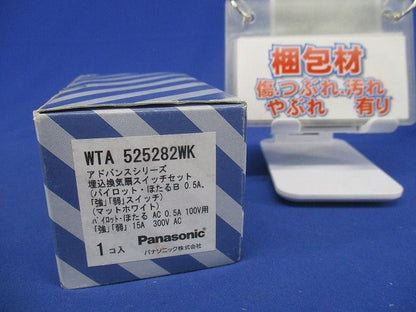 梱包材
傷、つぶれ、汚れ
やぶれ 有り
WTA 525282WK
アドバンスシリーズ
埋込換気扇スイッチセット
(パイロット・ほたるB 0.5A、
「強」「弱」スイッチ)
(マットホワイト)
パイロット・ほたる AC 0.5A 100V用
「強」「弱」 15A 300V AC
1コ入
Panasonic
パナソニック株式会社